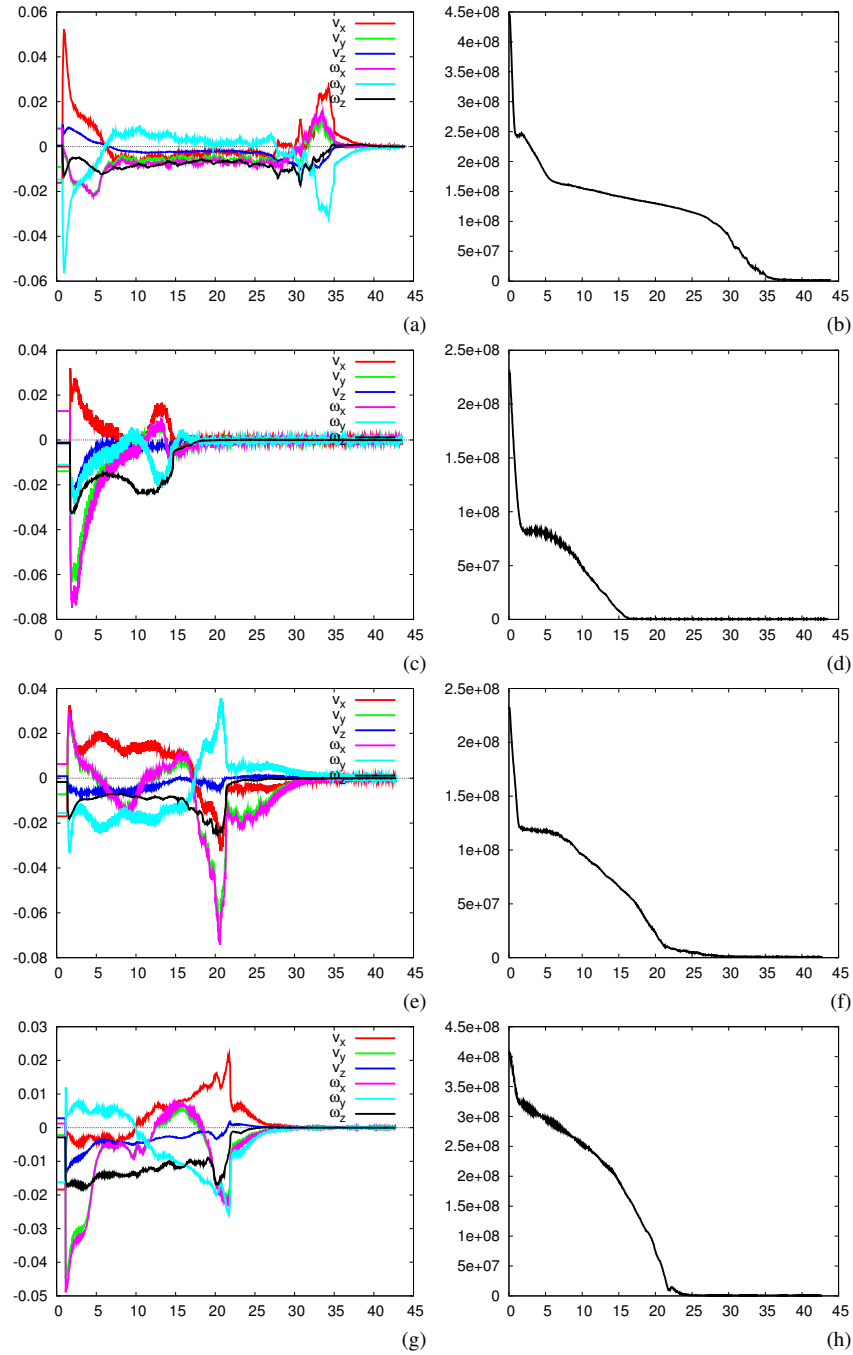 0.06
0.04
0.02
0
-0.02
-0.04
-0.06
0 5 10 15 20 25 30 35 40 45
v_x
v_y
v_z
ω_x
ω_y
ω_z
(a)
4.5e+08
4e+08
3.5e+08
3e+08
2.5e+08
2e+08
1.5e+08
1e+08
5e+07
0
0 5 10 15 20 25 30 35 40 45
(b)
0.04
0.02
0
-0.02
-0.04
-0.06
-0.08
0 5 10 15 20 25 30 35 40 45
v_x
v_y
v_z
ω_x
ω_y
ω_z
(c)
2.5e+08
2e+08
1.5e+08
1e+08
5e+07
0
0 5 10 15 20 25 30 35 40 45
(d)
0.04
0.02
0
-0.02
-0.04
-0.06
-0.08
0 5 10 15 20 25 30 35 40 45
v_x
v_y
v_z
ω_x
ω_y
ω_z
(e)
2.5e+08
2e+08
1.5e+08
1e+08
5e+07
0
0 5 10 15 20 25 30 35 40 45
(f)
0.03
0.02
0.01
0
-0.01
-0.02
-0.03
-0.04
-0.05
0 5 10 15 20 25 30 35 40 45
v_x
v_y
v_z
ω_x
ω_y
ω_z
(g)
4.5e+08
4e+08
3.5e+08
3e+08
2.5e+08
2e+08
1.5e+08
1e+08
5e+07
0
0 5 10 15 20 25 30 35 40 45
(h)